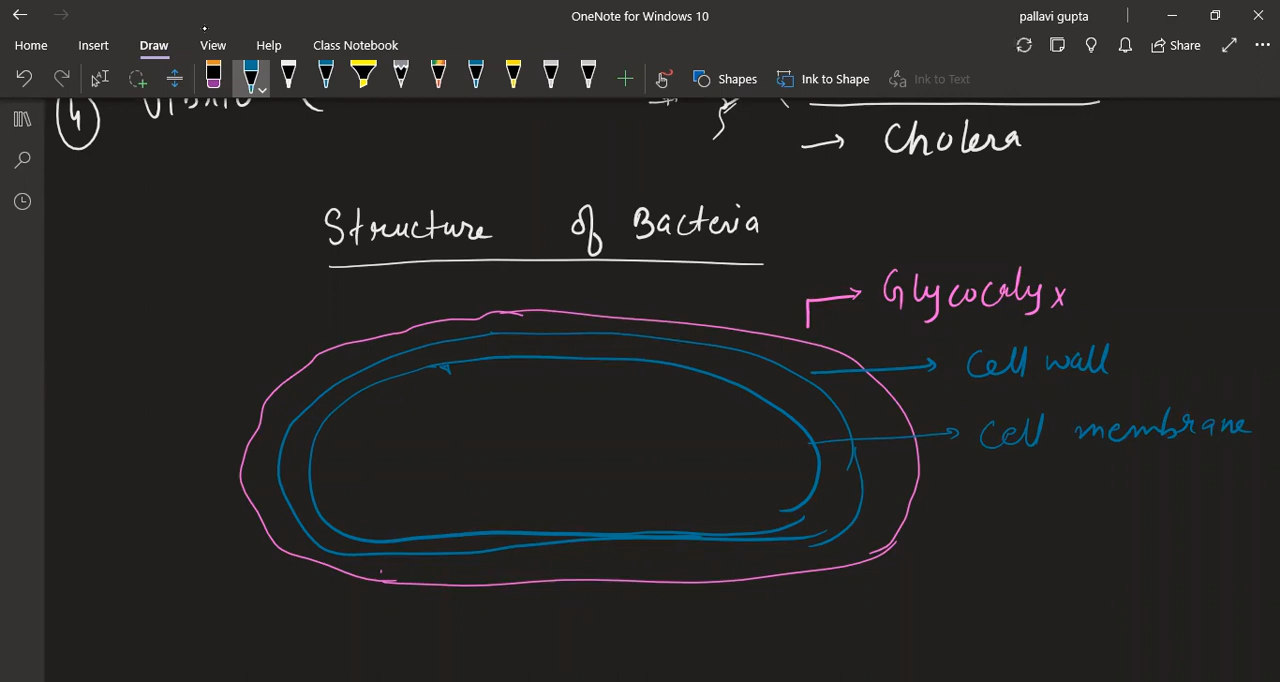 OneNote for Windows 10
pallavi gupta
Home Insert Draw View Help Class Notebook
Share
Shapes Ink to Shape Ink to Text
4
Cholera
Structure of Bacteria
Glycocalyx
Cell wall
Cell membrane